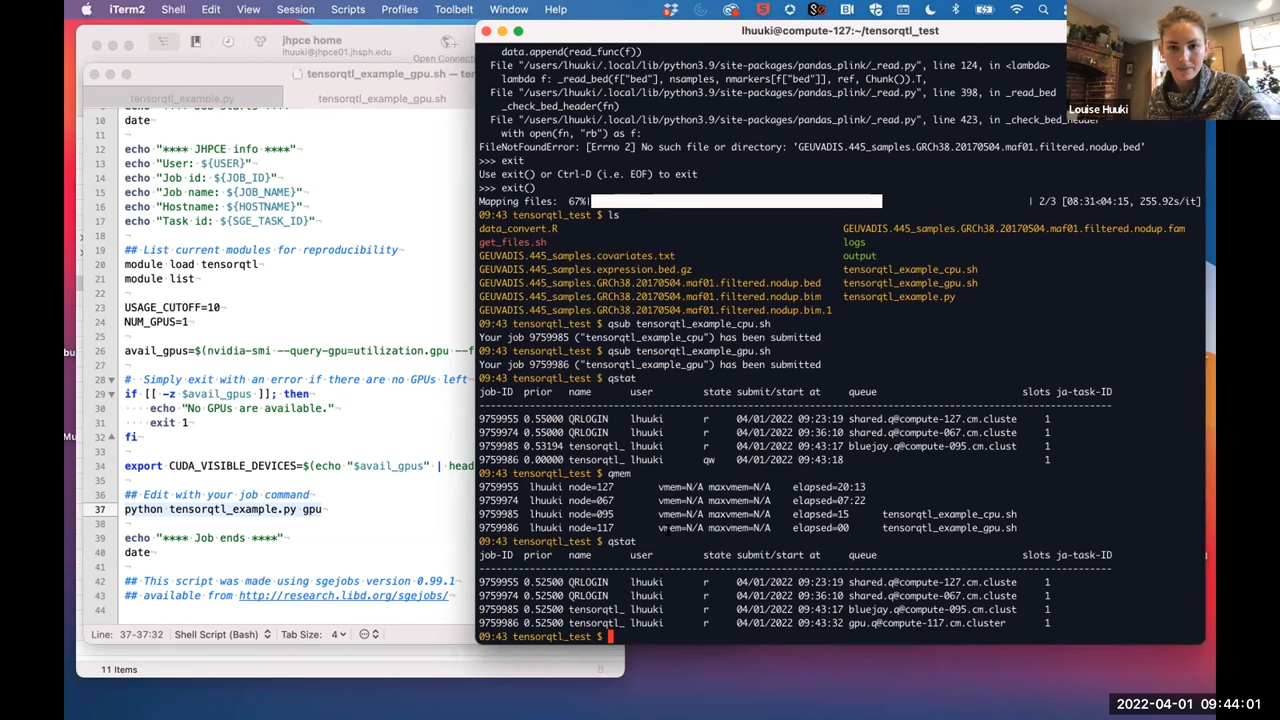 iTerm2 Shell Edit View Session Scripts Profiles Toolbelt Window Help
jhpce home
lhuuki@jhpce01.jhsph.edu
Open Connec
tensorqtl_example_gpu.sh — ten
tensorqtl_example.py tensorqtl_example_gpu.sh
10 date
11
12 echo "**** JHPCE info ****"
13 echo "User: ${USER}"
14 echo "Job id: ${JOB_ID}"
15 echo "Job name: ${JOB_NAME}"
16 echo "Hostname: ${HOSTNAME}"
17 echo "Task id: ${SGE_TASK_ID}"
18
19 ## List current modules for reproducibility
20 module load tensorqtl
21 module list
22
23 USAGE_CUTOFF=10
24 NUM_GPUS=1
25
26 avail_gpus=$(nvidia-smi --query-gpu=utilization.gpu --f
27
28 # Simply exit with an error if there are no GPUs left
29 if [[ -z $avail_gpus ]]; then
30 echo "No GPUs are available."
31 exit 1
32 fi
33
34 export CUDA_VISIBLE_DEVICES=$(echo "$avail_gpus" | head
35
36 ## Edit with your job command
37 python tensorqtl_example.py gpu
38
39 echo "**** Job ends ****"
40 date
41
42 ## This script was made using sgejobs version 0.99.1
43 ## available from http://research.libd.org/sgejobs/
44
Line: 37-37:32 Shell Script (Bash) Tab Size: 4
11 Items
lhuuki@compute-127:~/tensorqtl_test
data.append(read_func(f))
File "/users/lhuuki/.local/lib/python3.9/site-packages/pandas_plink/_read.py", line 124, in <lambda>
lambda f: _read_bed(f["bed"], nsamples, nmarkers[f["bed"]], ref, Chunk()).T,
File "/users/lhuuki/.local/lib/python3.9/site-packages/pandas_plink/_read.py", line 398, in _read_bed
_check_bed_header(fn)
File "/users/lhuuki/.local/lib/python3.9/site-packages/pandas_plink/_read.py", line 423, in _check_bed_header
with open(fn, "rb") as f:
FileNotFoundError: [Errno 2] No such file or directory: 'GEUVADIS.445_samples.GRCh38.20170504.maf01.filtered.nodup.bed'
>>> exit
Use exit() or Ctrl-D (i.e. EOF) to exit
>>> exit()
Mapping files: 67%| | 2/3 [08:31<04:15, 255.92s/it]
09:43 tensorqtl_test $ ls
data_convert.R GEUVADIS.445_samples.GRCh38.20170504.maf01.filtered.nodup.fam
get_files.sh logs
GEUVADIS.445_samples.covariates.txt output
GEUVADIS.445_samples.expression.bed.gz tensorqtl_example_cpu.sh
GEUVADIS.445_samples.GRCh38.20170504.maf01.filtered.nodup.bed tensorqtl_example_gpu.sh
GEUVADIS.445_samples.GRCh38.20170504.maf01.filtered.nodup.bim tensorqtl_example.py
GEUVADIS.445_samples.GRCh38.20170504.maf01.filtered.nodup.bim.1
09:43 tensorqtl_test $ qsub tensorqtl_example_cpu.sh
Your job 9759985 ("tensorqtl_example_cpu") has been submitted
09:43 tensorqtl_test $ qsub tensorqtl_example_gpu.sh
Your job 9759986 ("tensorqtl_example_gpu") has been submitted
09:43 tensorqtl_test $ qstat
job-ID prior name user state submit/start at queue slots ja-task-ID
9759955 0.55000 QRLOGIN lhuuki r 04/01/2022 09:23:19 shared.q@compute-127.cm.cluste 1
9759974 0.55000 QRLOGIN lhuuki r 04/01/2022 09:36:10 shared.q@compute-067.cm.cluste 1
9759985 0.53194 tensorqtl_ lhuuki r 04/01/2022 09:43:17 bluejay.q@compute-095.cm.clust 1
9759986 0.00000 tensorqtl_ lhuuki qw 04/01/2022 09:43:18 1
09:43 tensorqtl_test $ qmem
9759955 lhuuki node=127 vmem=N/A maxvmem=N/A elapsed=20:13
9759974 lhuuki node=067 vmem=N/A maxvmem=N/A elapsed=07:22
9759985 lhuuki node=095 vmem=N/A maxvmem=N/A elapsed=15 tensorqtl_example_cpu.sh
9759986 lhuuki node=117 vmem=N/A maxvmem=N/A elapsed=00 tensorqtl_example_gpu.sh
09:43 tensorqtl_test $ qstat
job-ID prior name user state submit/start at queue slots ja-task-ID
9759955 0.52500 QRLOGIN lhuuki r 04/01/2022 09:23:19 shared.q@compute-127.cm.cluste 1
9759974 0.52500 QRLOGIN lhuuki r 04/01/2022 09:36:10 shared.q@compute-067.cm.cluste 1
9759985 0.52500 tensorqtl_ lhuuki r 04/01/2022 09:43:17 bluejay.q@compute-095.cm.clust 1
9759986 0.52500 tensorqtl_ lhuuki r 04/01/2022 09:43:32 gpu.q@compute-117.cm.cluster 1
09:43 tensorqtl_test $
Louise Huuki
2022-04-01 09:44:01